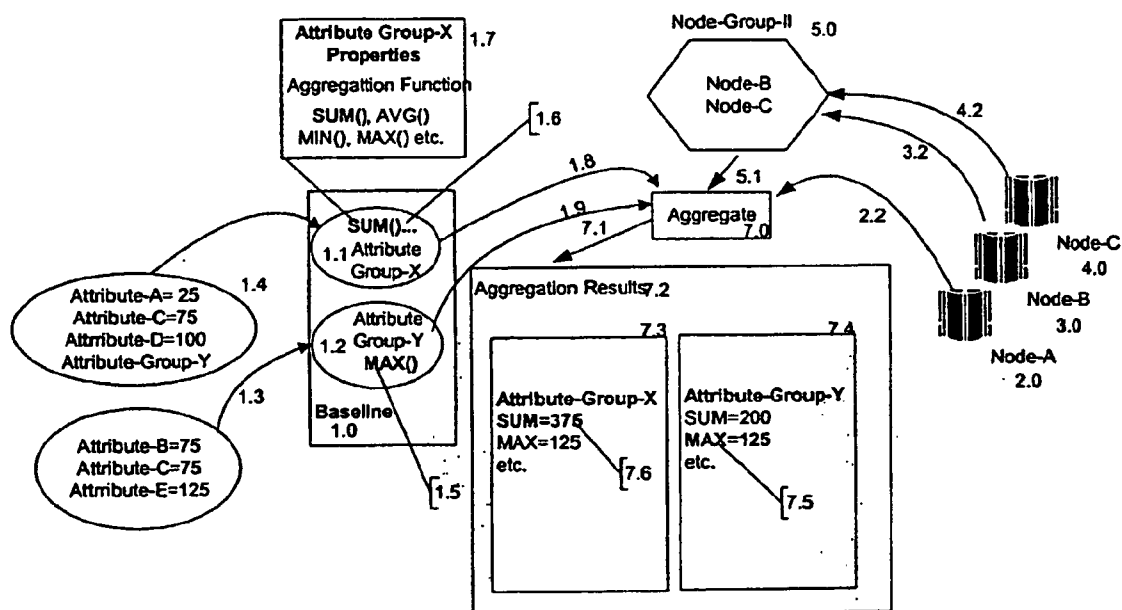 Attribute Group-X
Properties
1.7
Aggregattion Function
SUM(), AVG()
MIN(), MAX() etc.
1.6
Node-Group-II
5.0
Node-B
Node-C
4.2
3.2
1.8
5.1
1.9
Aggregate
7.0
7.1
2.2
Node-C
4.0
Node-B
3.0
Node-A
2.0
SUM()...
1.1 Attribute
Group-X
1.4
Attribute-A= 25
Attribute-C=75
Attrribute-D=100
Attribute-Group-Y
Attribute
1.2 Group-Y
MAX()
1.3
Baseline
1.0
Attribute-B=75
Attribute-C=75
Attrribute-E=125
1.5
Aggregation Results 7.2
7.3
Attribute-Group-X
SUM=375
MAX=125
etc.
7.6
7.4
Attribute-Group-Y
SUM=200
MAX=125
etc.
7.5